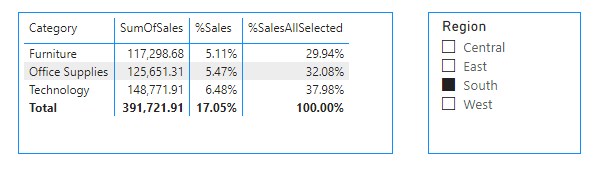 Category SumOfSales %Sales %SalesAllSelected
Furniture 117,298.68 5.11% 29.94%
Office Supplies 125,651.31 5.47% 32.08%
Technology 148,771.91 6.48% 37.98%
Total 391,721.91 17.05% 100.00%
Region
Central
East
South
West